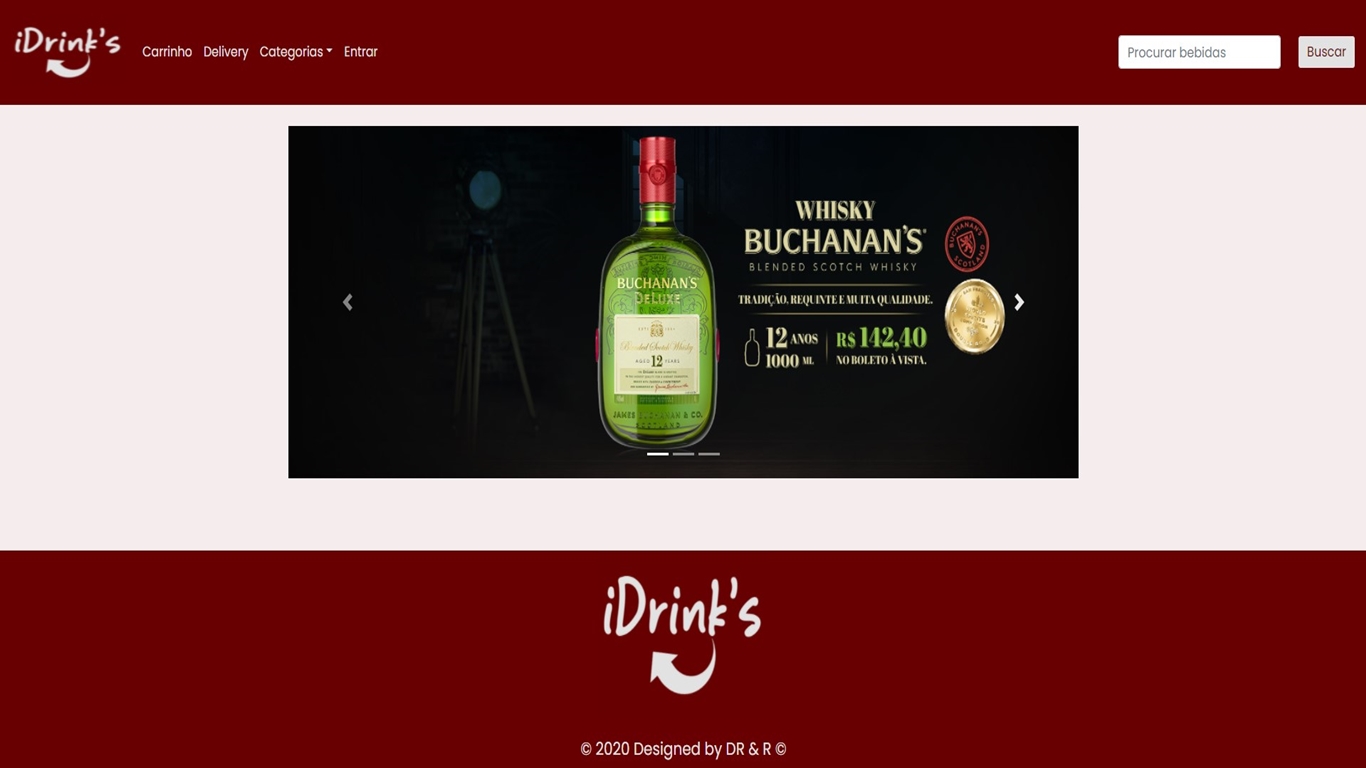 iDrink's
Carrinho Delivery Categorias Entrar
Procurar bebidas
Buscar
BUCHANAN'S
DELUXE
Blended Scotch Whisky
AGED 12 YEARS
JAMES BUCHANAN & CO.
SCOTLAND
WHISKY
BUCHANAN'S
BLENDED SCOTCH WHISKY
TRADIÇÃO, REQUINTE E MUITA QUALIDADE.
12 ANOS
1000 ML
R$ 142,40
NO BOLETO À VISTA.
BUCHANAN'S
SCOTLAND
iDrink's
© 2020 Designed by DR & R ©